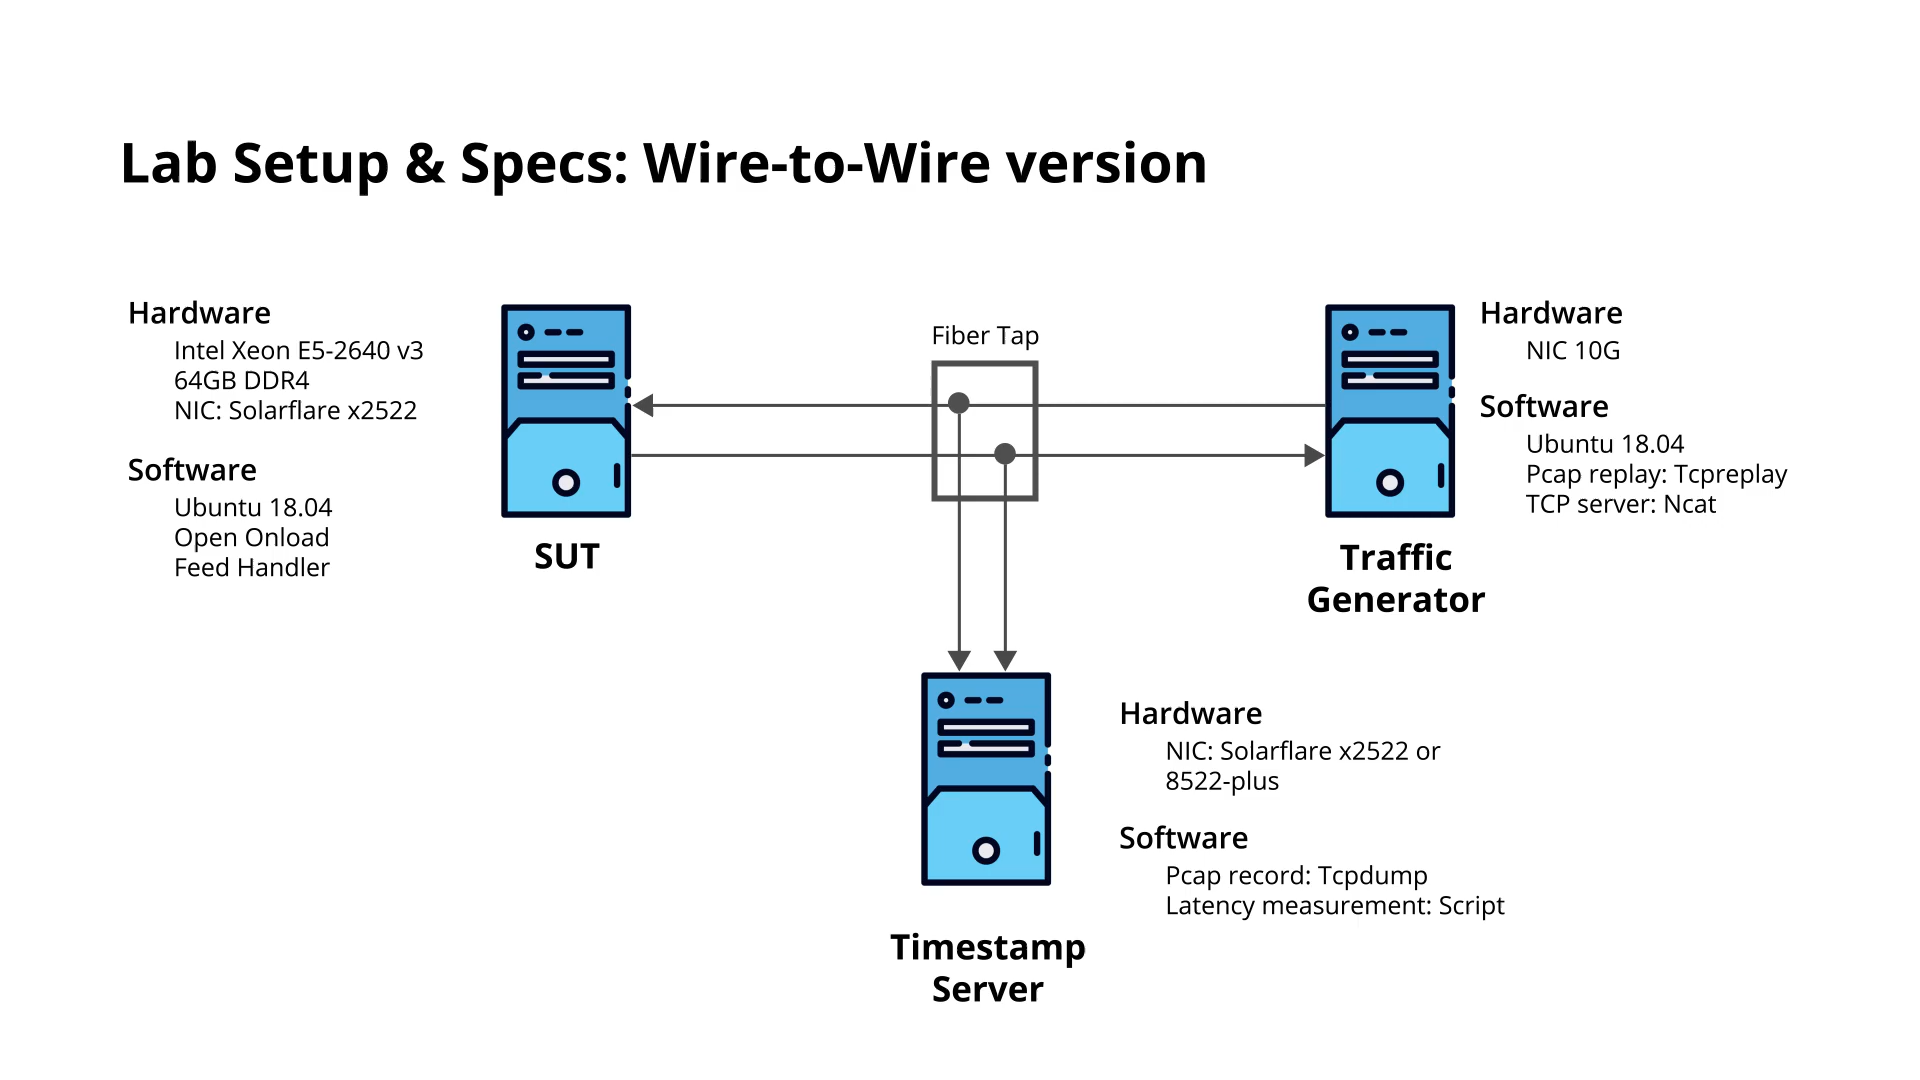 Lab Setup & Specs: Wire-to-Wire version
Hardware
Intel Xeon E5-2640 v3
64GB DDR4
NIC: Solarflare x2522
Software
Ubuntu 18.04
Open Onload
Feed Handler
SUT
Fiber Tap
Hardware
NIC 10G
Software
Ubuntu 18.04
Pcap replay: Tcpreplay
TCP server: Ncat
Traffic
Generator
Hardware
NIC: Solarflare x2522 or
8522-plus
Software
Pcap record: Tcpdump
Latency measurement: Script
Timestamp
Server